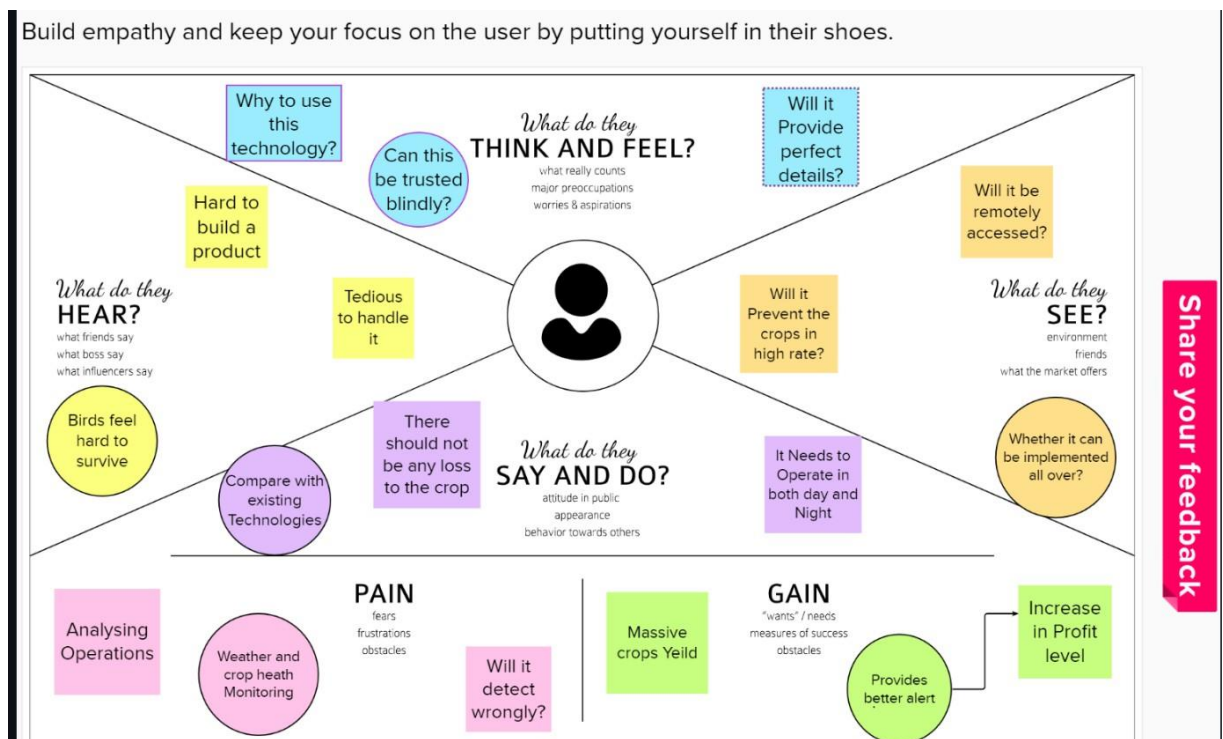 Build empathy and keep your focus on the user by putting yourself in their shoes.
Why to use
this
technology?
Can this
be trusted
blindly?
What do they
THINK AND FEEL?
what really counts
major preoccupations
worries & aspirations
Will it
Provide
perfect
details?
Hard to
build a
product
Will it be
remotely
accessed?
What do they
HEAR?
what friends say
what boss say
what influencers say
Tedious
to handle
it
Will it
Prevent the
crops in
high rate?
What do they
SEE?
environment
friends
what the market offers
Birds feel
hard to
survive
Compare with
existing
Technologies
There
should not
be any loss
to the crop
What do they
SAY AND DO?
attitude in public
appearance
behavior towards others
It Needs to
Operate in
both day and
Night
Whether it can
be implemented
all over?
Share your feedback
Analysing
Operations
Weather and
crop heath
Monitoring
PAIN
fears
frustrations
obstacles
Will it
detect
wrongly?
Massive
crops Yeild
GAIN
"wants" / needs
measures of success
obstacles
Provides
better alert
Increase
in Profit
level